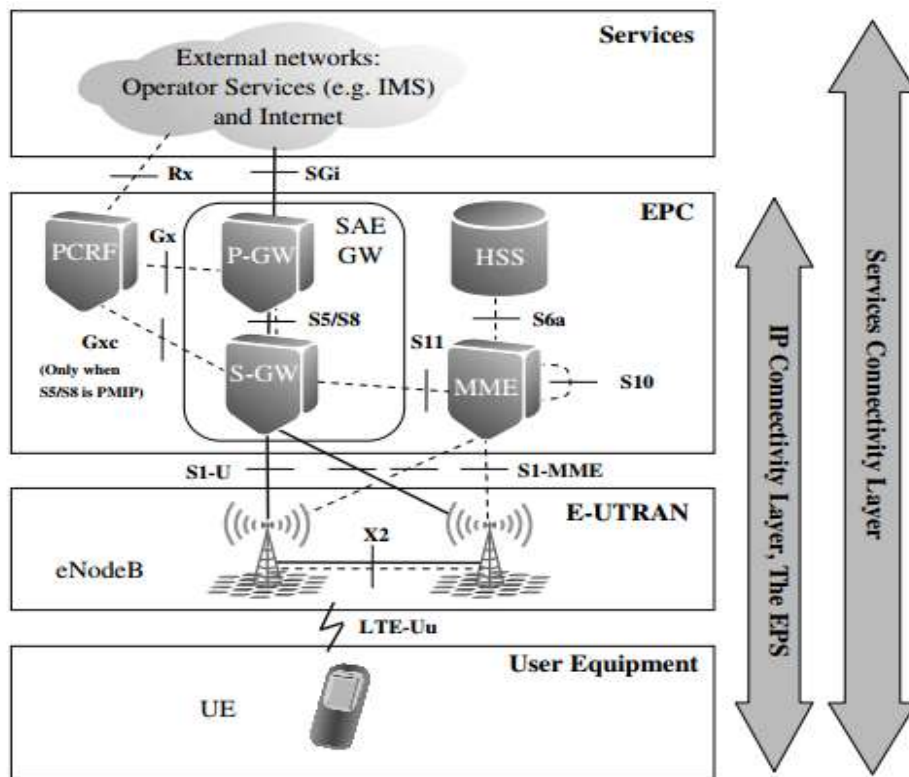 Services
External networks:
Operator Services (e.g. IMS)
and Internet
Rx
SGi
EPC
SAE
GW
PCRF
Gx
P-GW
HSS
S5/S8
S6a
Gxc
(Only when
S5/S8 is PMIP)
S-GW
S11
MME
S10
S1-U
S1-MME
E-UTRAN
X2
eNodeB
LTE-Uu
User Equipment
UE
IP Connectivity Layer, The EPS
Services Connectivity Layer